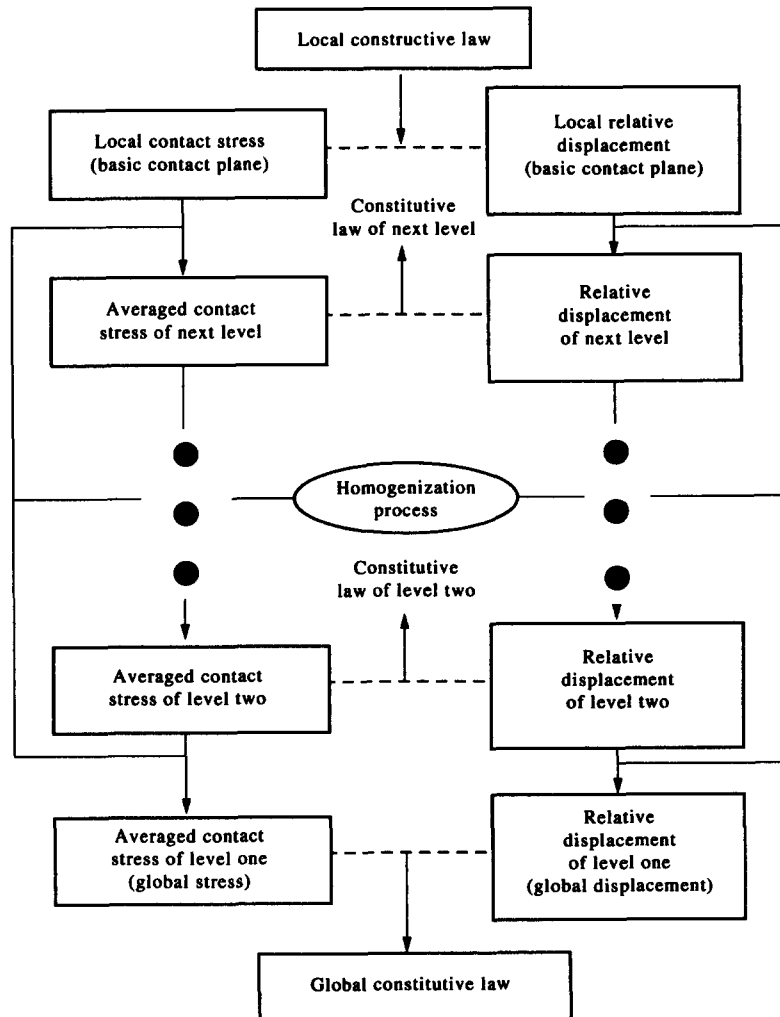 Local constructive law
Local contact stress
(basic contact plane)
Local relative
displacement
(basic contact plane)
Constitutive
law of next level
Averaged contact
stress of next level
Relative
displacement
of next level
Homogenization
process
Constitutive
law of level two
Averaged contact
stress of level two
Relative
displacement
of level two
Averaged contact
stress of level one
(global stress)
Relative
displacement
of level one
(global displacement)
Global constitutive law